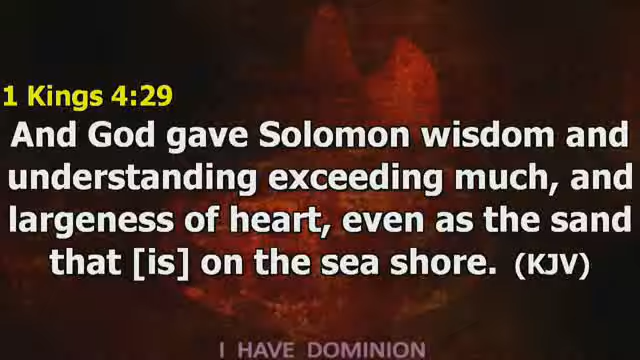 1 Kings 4:29
And God gave Solomon wisdom and
understanding exceeding much, and
largeness of heart, even as the sand
that [is] on the sea shore. (KJV)
I HAVE DOMINION